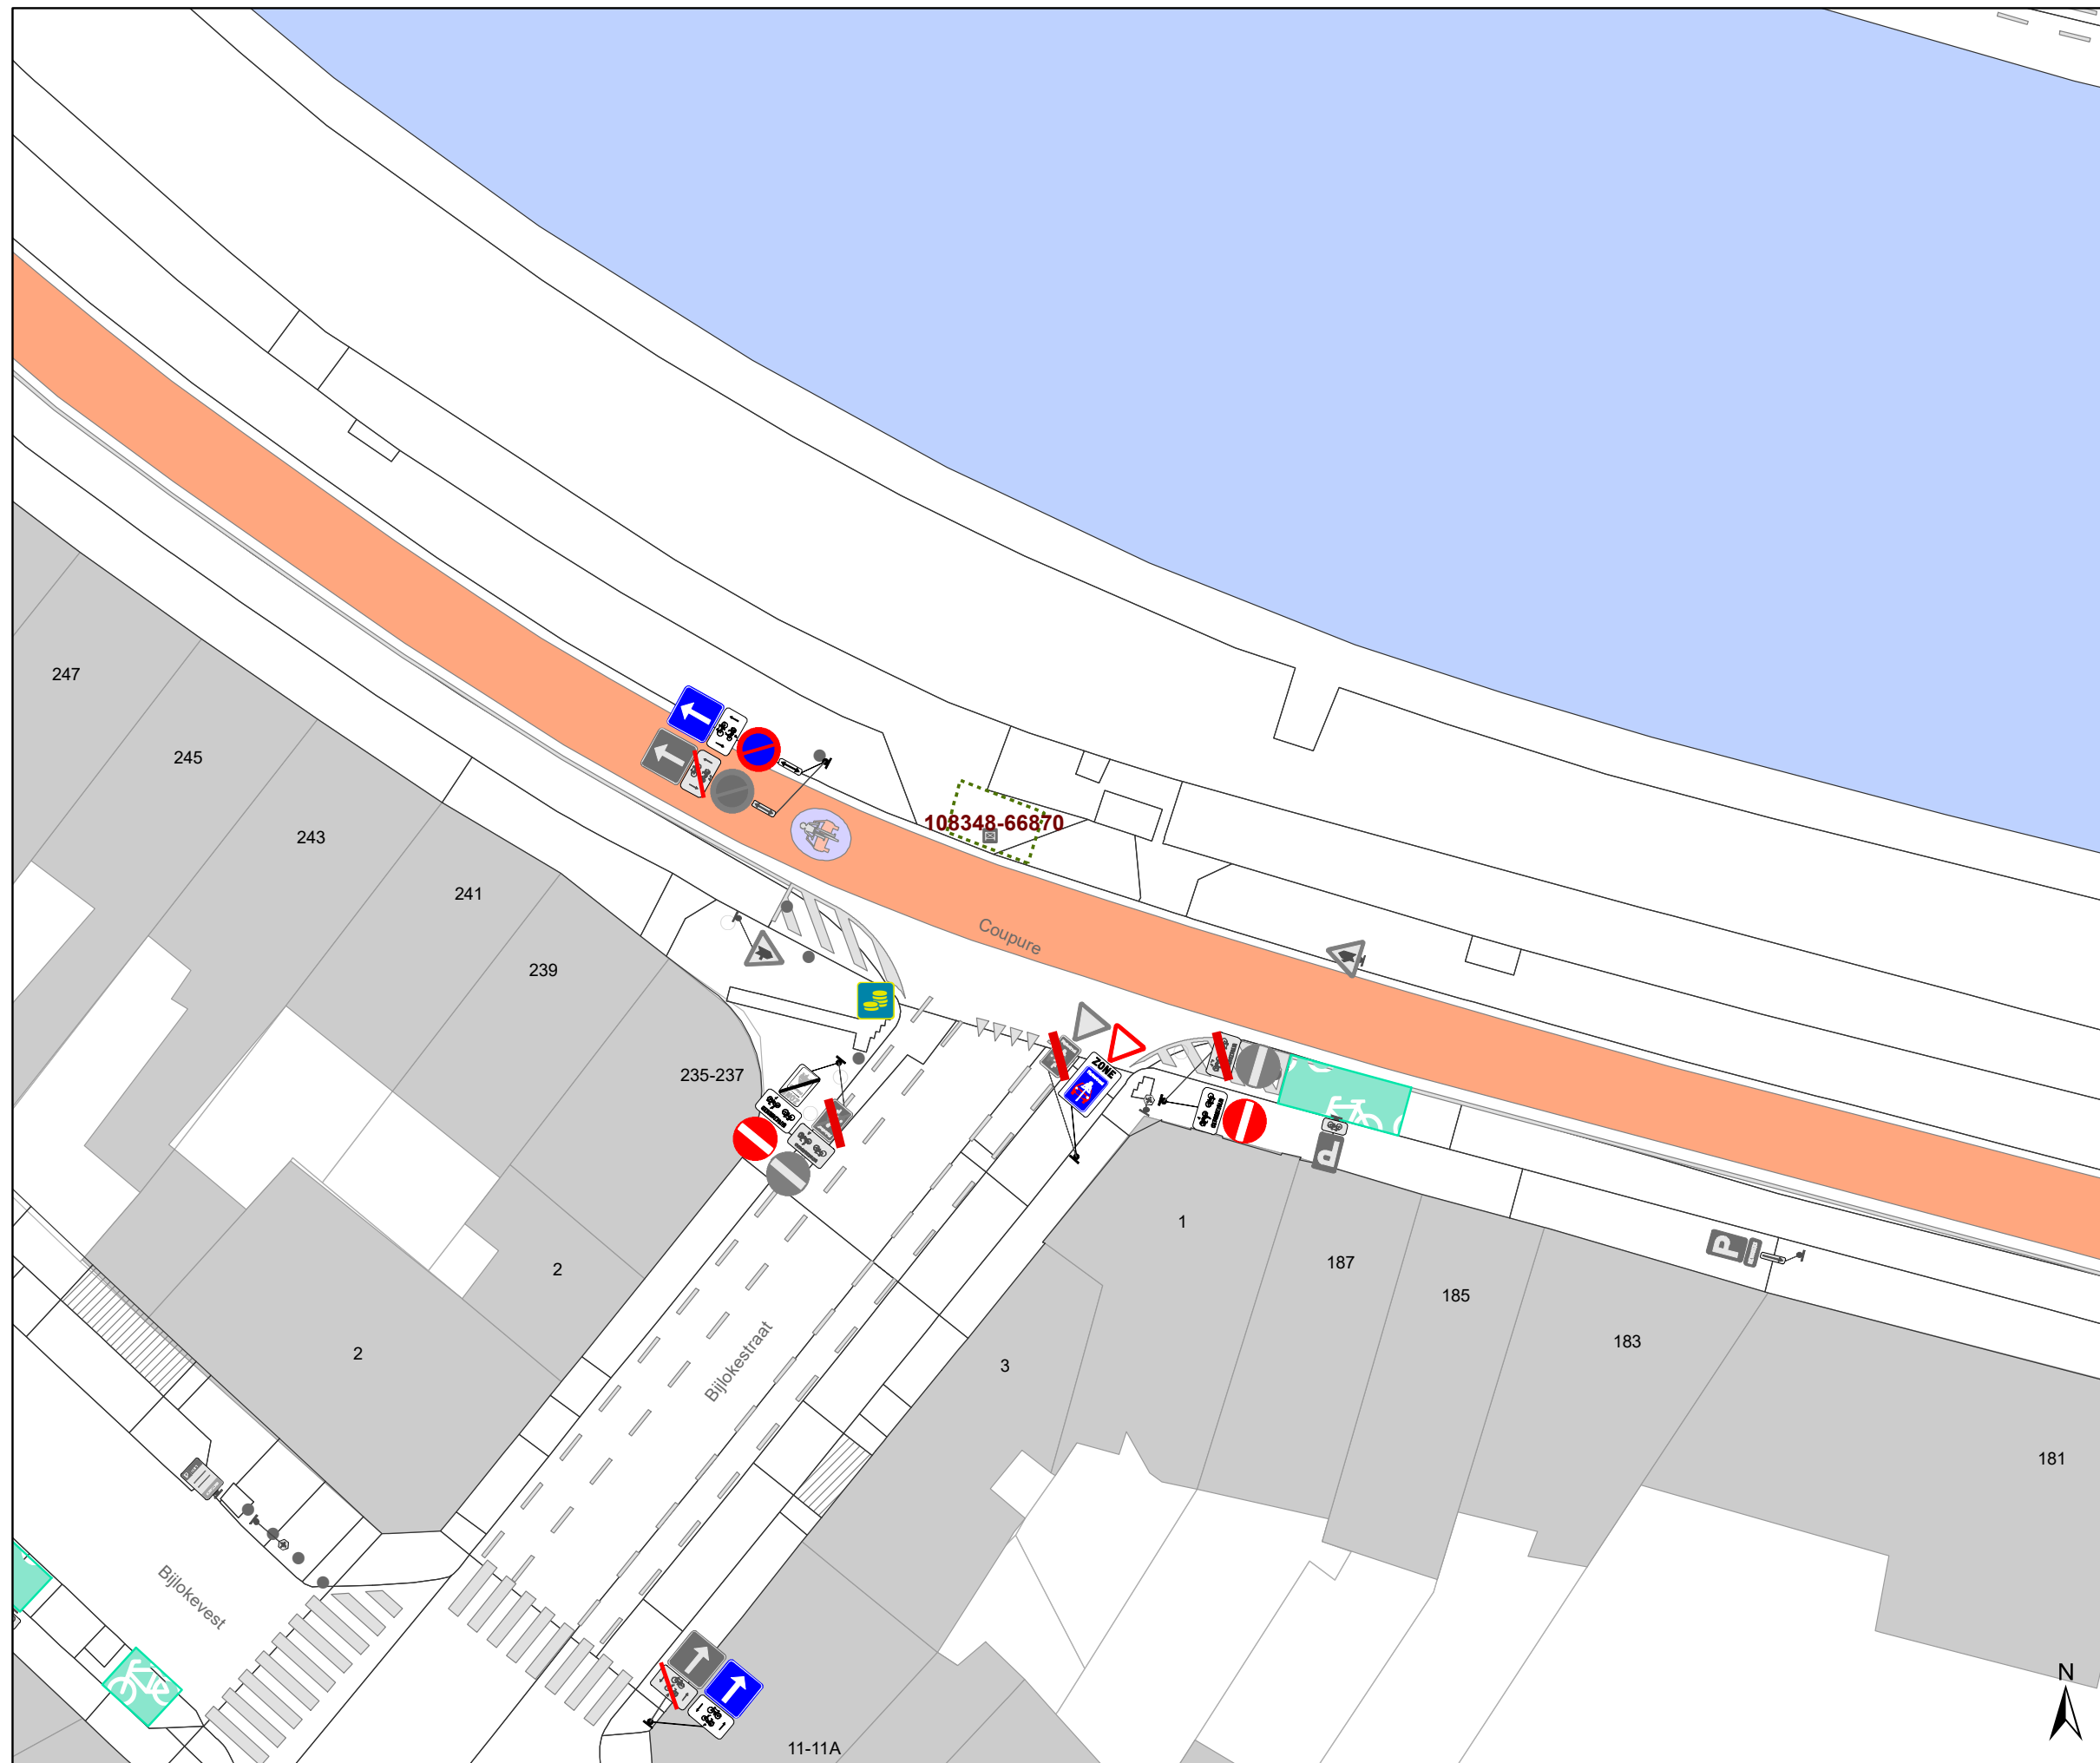 247
245
243
241
239
108348-66870
Coupure
ZONE
235-237
1
187
185
183
181
P
P
2
2
3
Bijlokestraat
Bijlokevest
11-11A
N